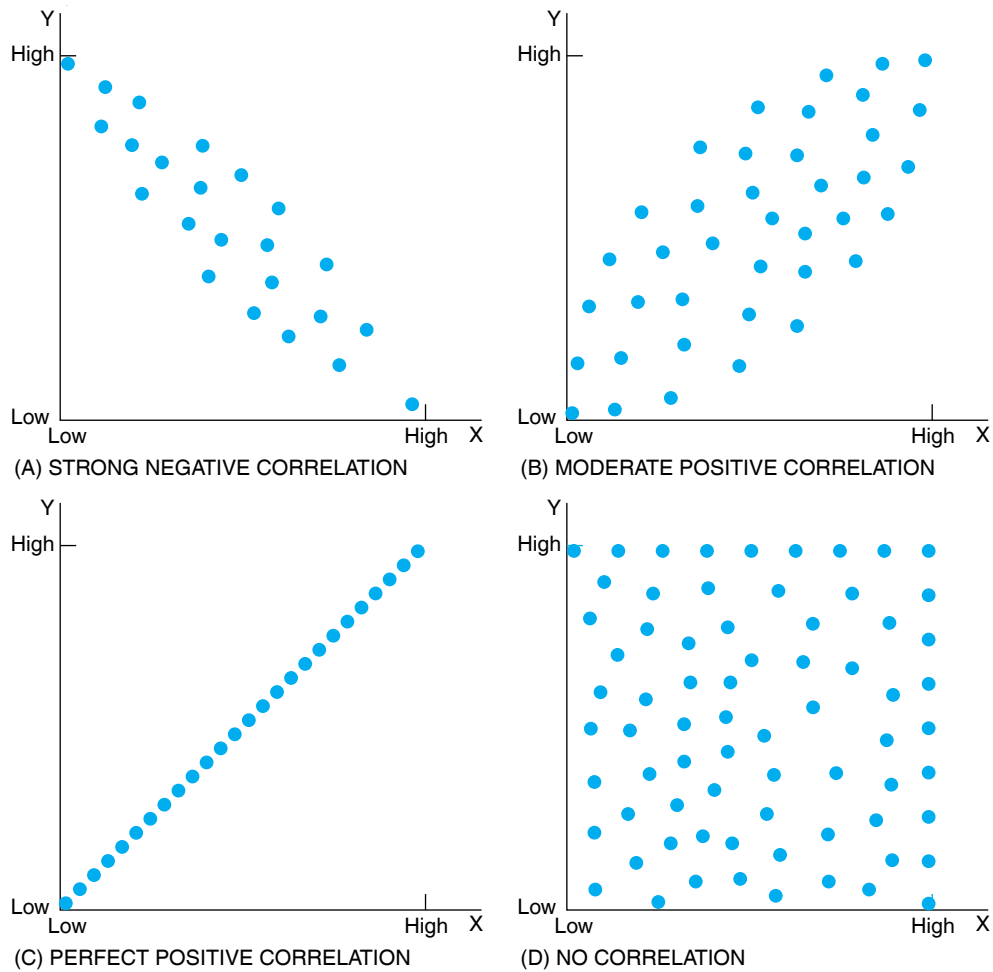 Y
High
Low
Low High X
(A) STRONG NEGATIVE CORRELATION
Y
High
Low
Low High X
(B) MODERATE POSITIVE CORRELATION
Y
High
Low
Low High X
(C) PERFECT POSITIVE CORRELATION
Y
High
Low
Low High X
(D) NO CORRELATION